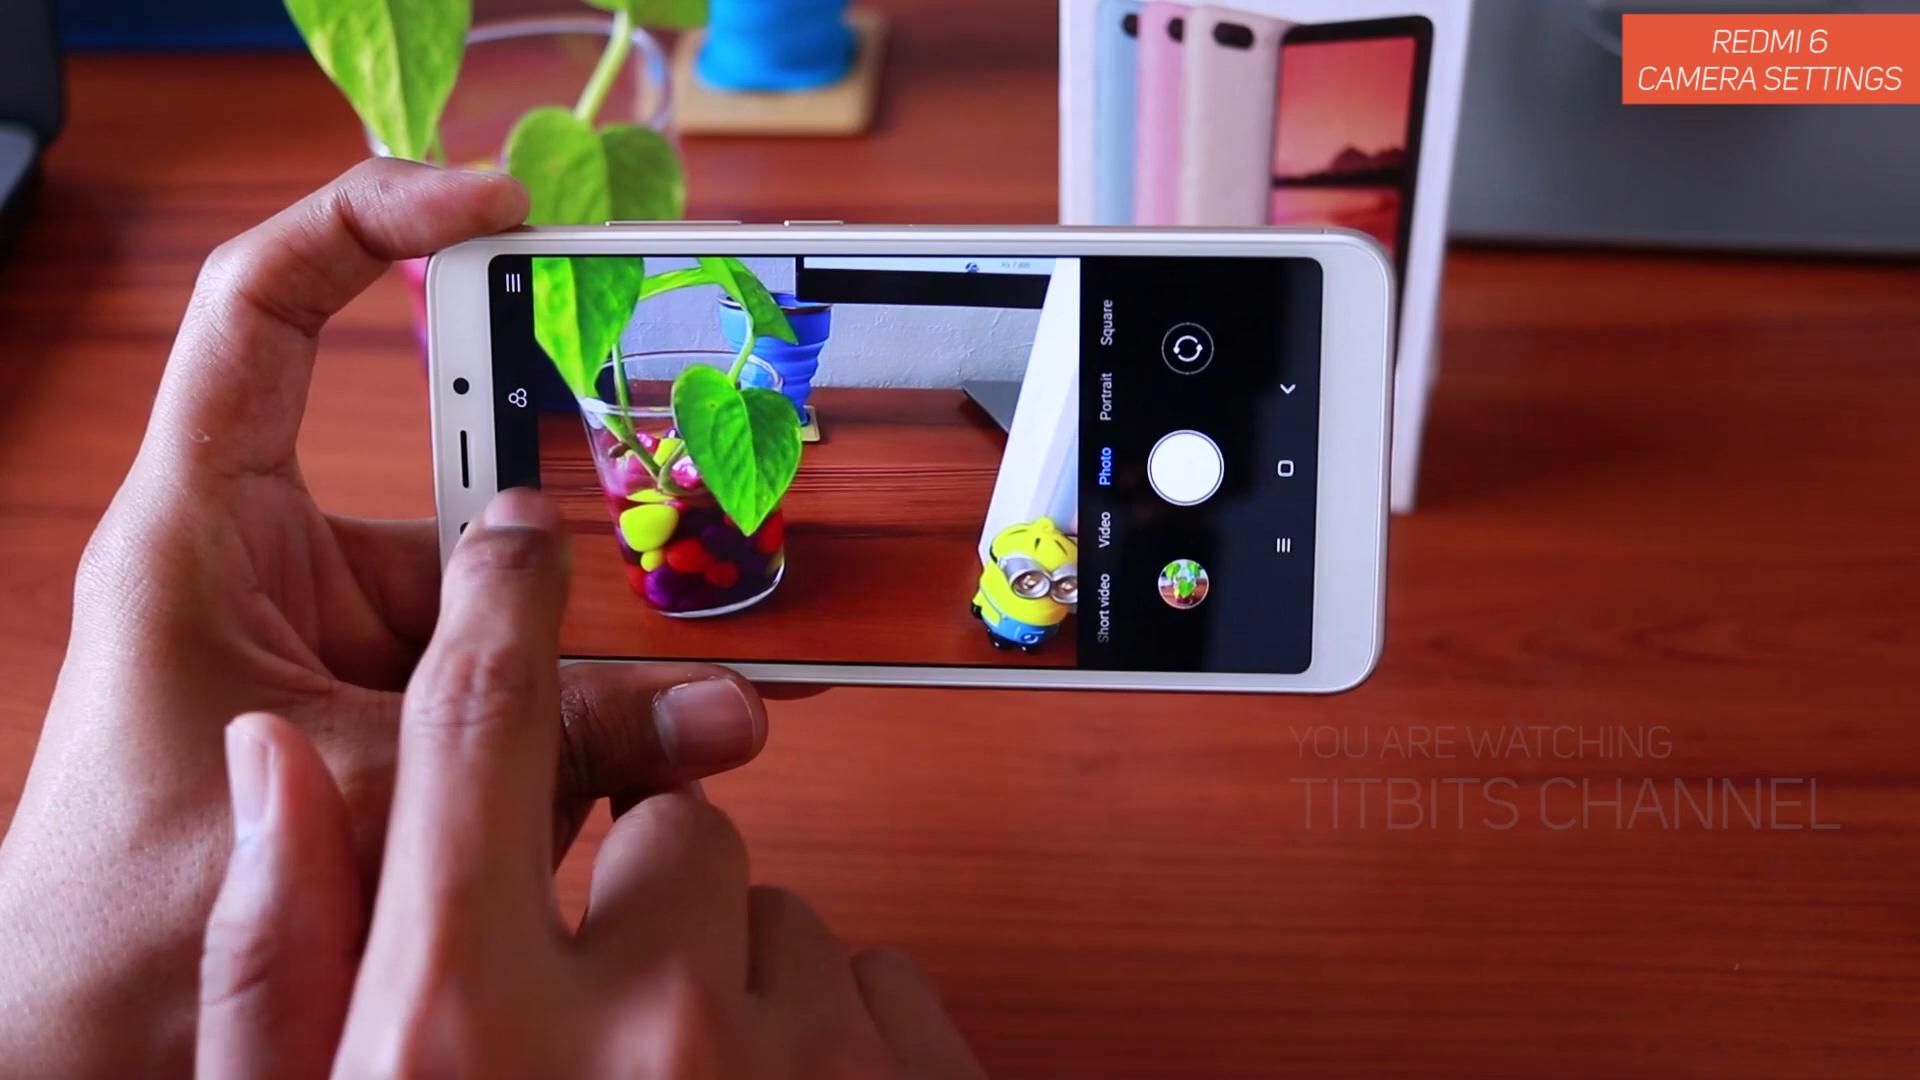 REDMI 6
CAMERA SETTINGS
Square
Portrait
Photo
Video
Short video
YOU ARE WATCHING
TITBITS CHANNEL